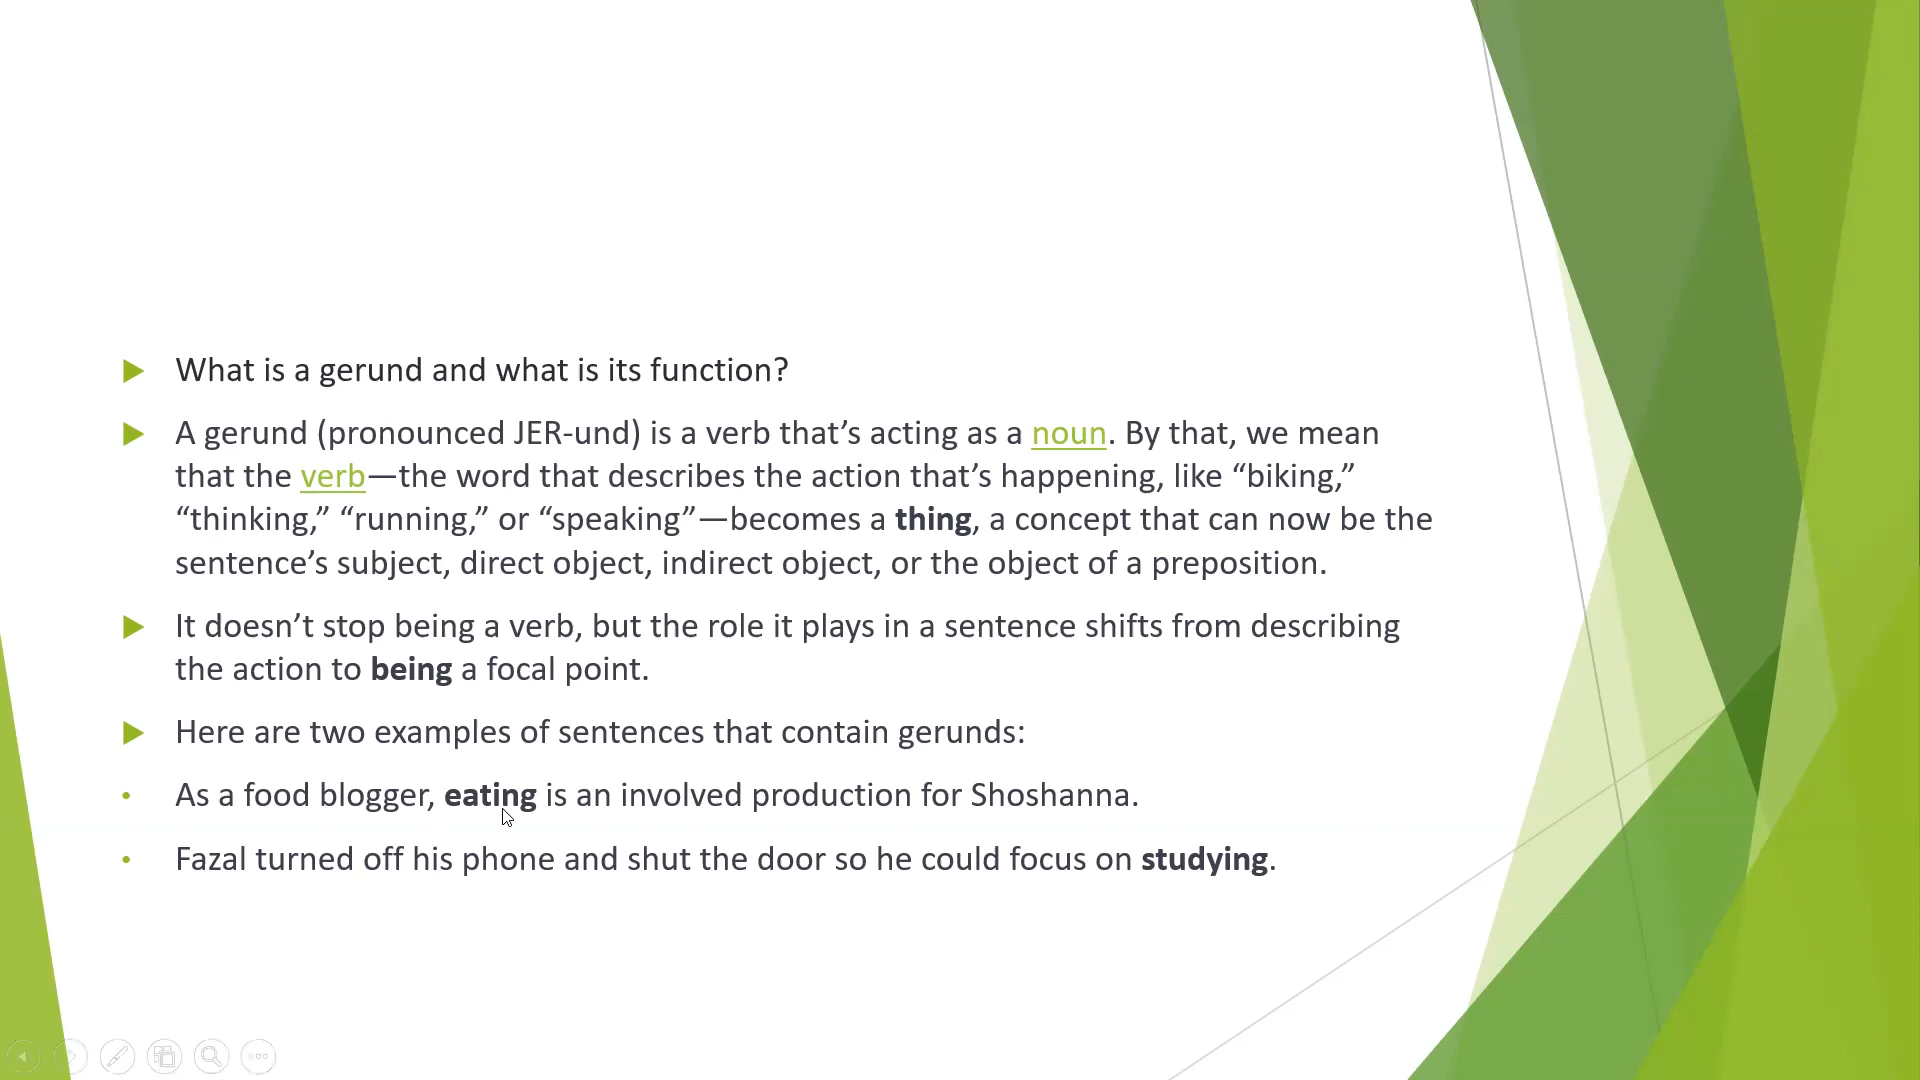 What is a gerund and what is its function?
A gerund (pronounced JER-und) is a verb that’s acting as a noun. By that, we mean
that the verb—the word that describes the action that’s happening, like “biking,”
“thinking,” “running,” or “speaking”—becomes a thing, a concept that can now be the
sentence’s subject, direct object, indirect object, or the object of a preposition.
It doesn’t stop being a verb, but the role it plays in a sentence shifts from describing
the action to being a focal point.
Here are two examples of sentences that contain gerunds:
As a food blogger, eating is an involved production for Shoshanna.
Fazal turned off his phone and shut the door so he could focus on studying.